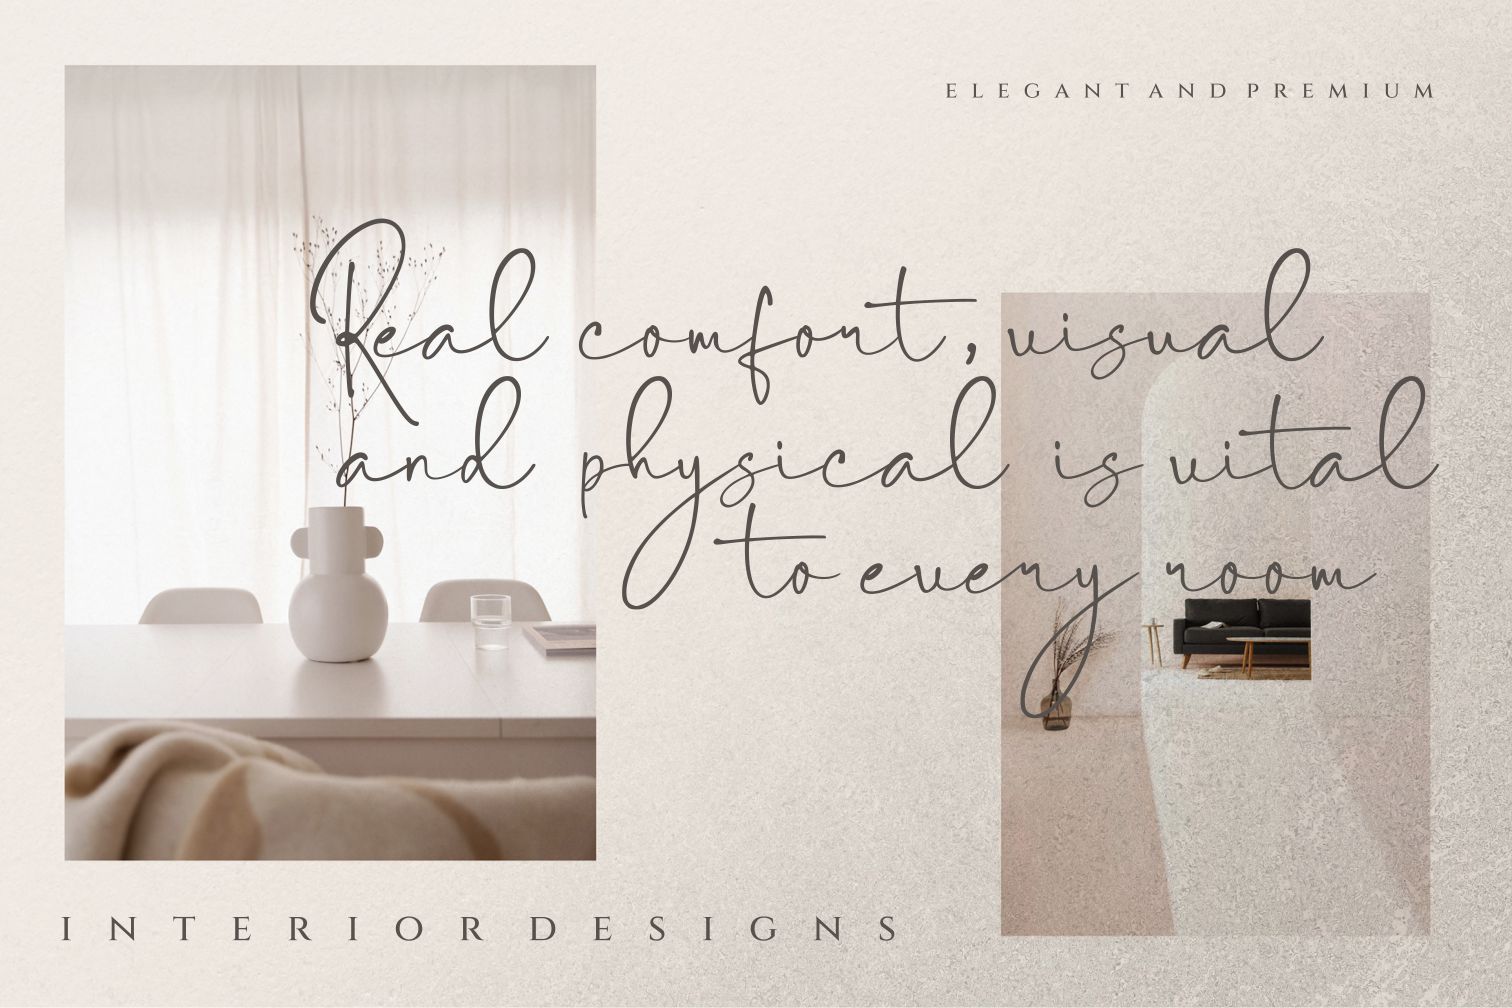 ELEGANT AND PREMIUM
Real comfort, visual
and physical is vital
to every room
INTERIOR DESIGNS